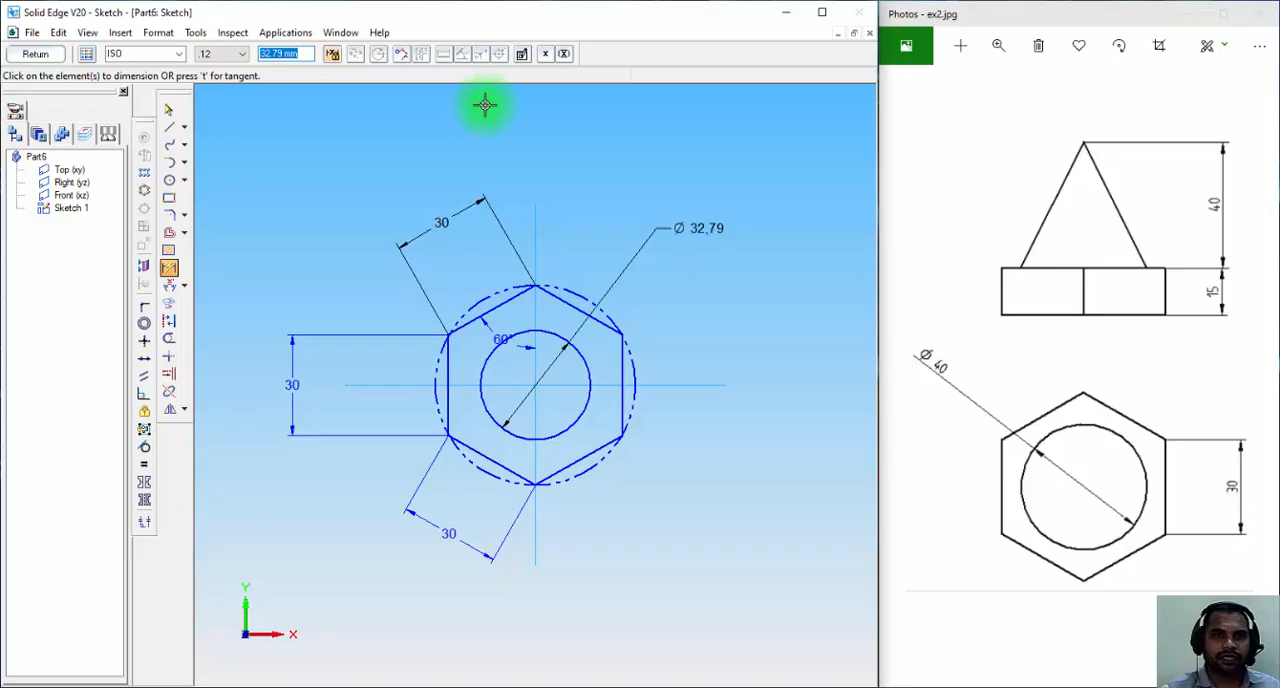 Solid Edge V20 - Sketch - [Part6: Sketch]
File Edit View Insert Format Tools Inspect Applications Window Help
Return ISO .12 32.79 mm
Click on the element(s) to dimension OR press 't' for tangent.
Part6
Top (xy)
Right (yz)
Front (xz)
Sketch 1
30
Ø 32,79
60°
30
30
Y
X
Photos - ex2.jpg
40
15
Ø 40
30